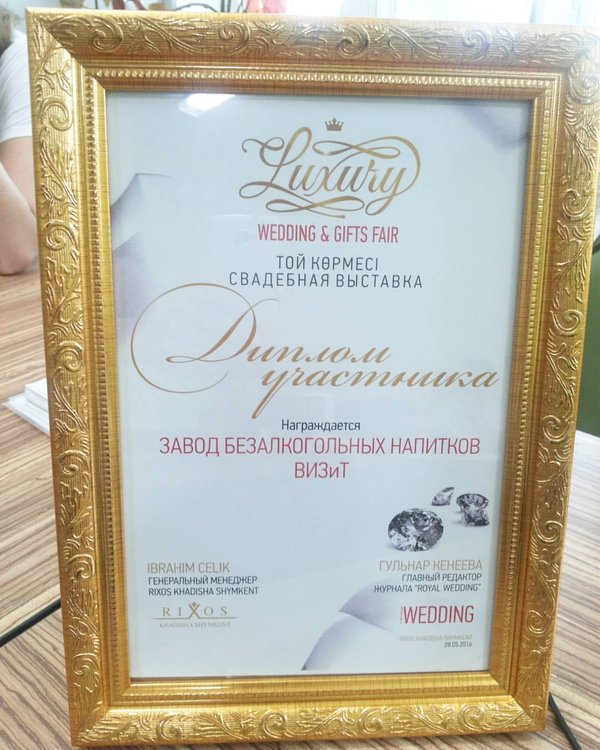 Luxury
WEDDING & GIFTS FAIR
ТОЙ КӨРМЕСІ
СВАДЕБНАЯ ВЫСТАВКА
Диплом
участника
Награждается
ЗАВОД БЕЗАЛКОГОЛЬНЫХ НАПИТКОВ
ВИЗиТ
IBRAHIM CELIK
ГЕНЕРАЛЬНЫЙ МЕНЕДЖЕР
RIXOS KHADISHA SHYMKENT
RIXOS
KHADISHA SHYMKENT
ГУЛЬНАР КЕНЕЕВА
ГЛАВНЫЙ РЕДАКТОР
ЖУРНАЛА "ROYAL WEDDING"
WEDDING
RIXOS KHADISHA SHYMKENT
28.05.2016